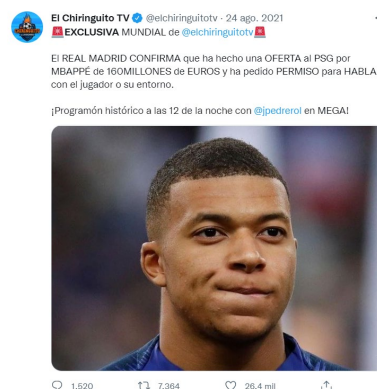 El Chiringuito TV @elchiringuitotv · 24 ago. 2021
🚨EXCLUSIVA MUNDIAL de @elchiringuitotv🚨
El REAL MADRID CONFIRMA que ha hecho una OFERTA al PSG por
MBAPPÉ de 160MILLONES de EUROS y ha pedido PERMISO para HABLA
con el jugador o su entorno.
¡Programón histórico a las 12 de la noche con @jpedrerol en MEGA!
1.520 7.364 26,4 mil